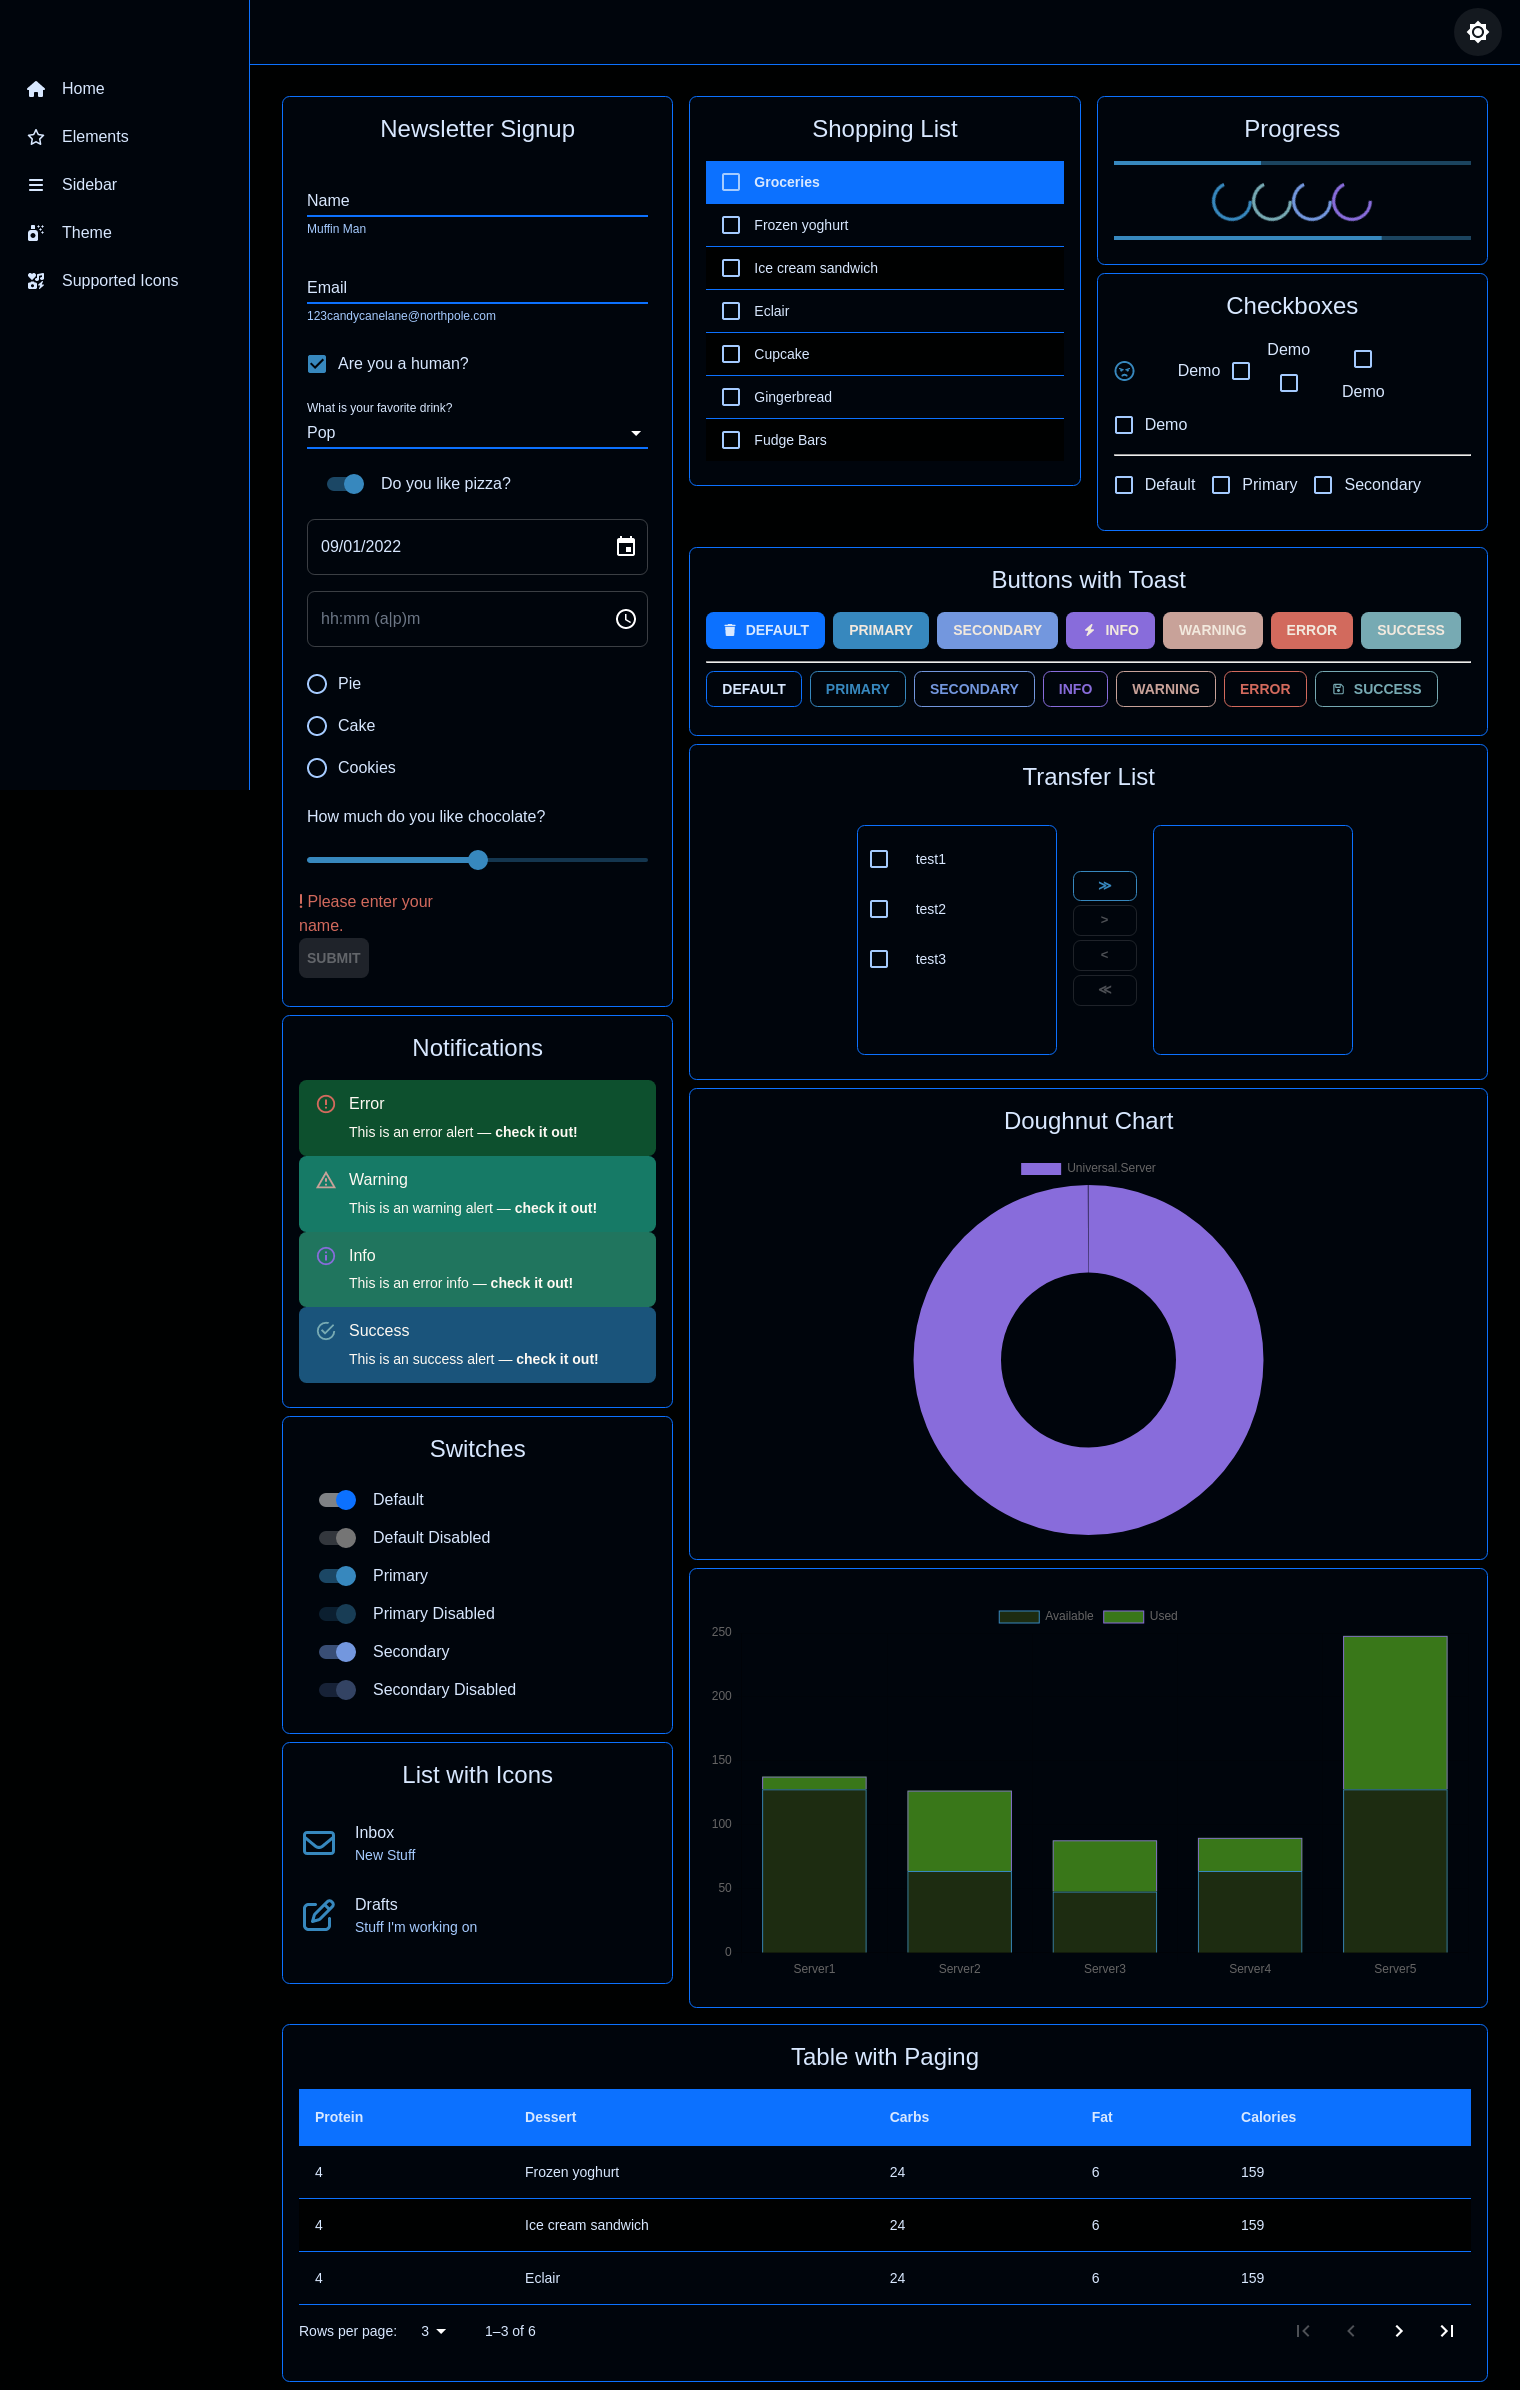 Home
Elements
Sidebar
Theme
Supported Icons
Newsletter Signup
Name
Muffin Man
Email
123candycanelane@northpole.com
Are you a human?
What is your favorite drink?
Pop
Do you like pizza?
09/01/2022
hh:mm (a|p)m
Pie
Cake
Cookies
How much do you like chocolate?
! Please enter your
name.
SUBMIT
Notifications
Error
This is an error alert — check it out!
Warning
This is an warning alert — check it out!
Info
This is an error info — check it out!
Success
This is an success alert — check it out!
Switches
Default
Default Disabled
Primary
Primary Disabled
Secondary
Secondary Disabled
List with Icons
Inbox
New Stuff
Drafts
Stuff I'm working on
Shopping List
Groceries
Frozen yoghurt
Ice cream sandwich
Eclair
Cupcake
Gingerbread
Fudge Bars
Progress
Checkboxes
Demo
Demo
Demo
Demo
Default Primary Secondary
Buttons with Toast
DEFAULT PRIMARY SECONDARY INFO WARNING ERROR SUCCESS
DEFAULT PRIMARY SECONDARY INFO WARNING ERROR SUCCESS
Transfer List
test1
test2
test3
≫
>
<
≪
Doughnut Chart
Universal.Server
Available Used
250
200
150
100
50
0
Server1 Server2 Server3 Server4 Server5
Table with Paging
Protein Dessert Carbs Fat Calories
4 Frozen yoghurt 24 6 159
4 Ice cream sandwich 24 6 159
4 Eclair 24 6 159
Rows per page: 3 1–3 of 6